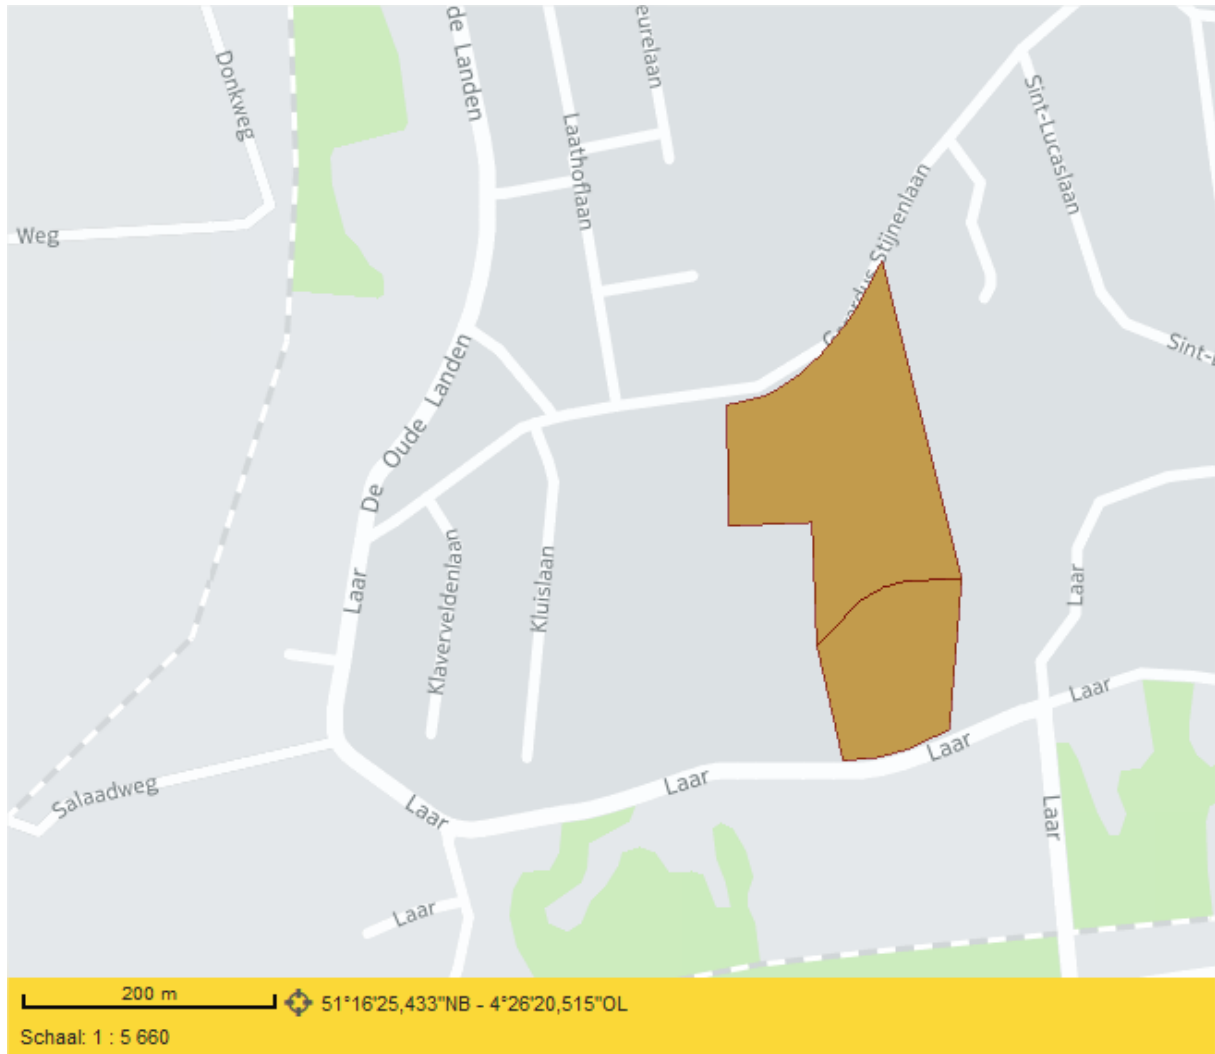 de Landen
eurelaan
Donkweg
Laathoflaan
Sint-Lucaslaan
Weg
Gerardus Stijnenlaan
Sint-L
De Oude Landen
Laar
Klaverveldenlaan
Kluislaan
Laar
Laar
Laar
Laar
Salaadweg
Laar
Laar
Laar
200 m
51°16'25,433"NB - 4°26'20,515"OL
Schaal: 1 : 5 660